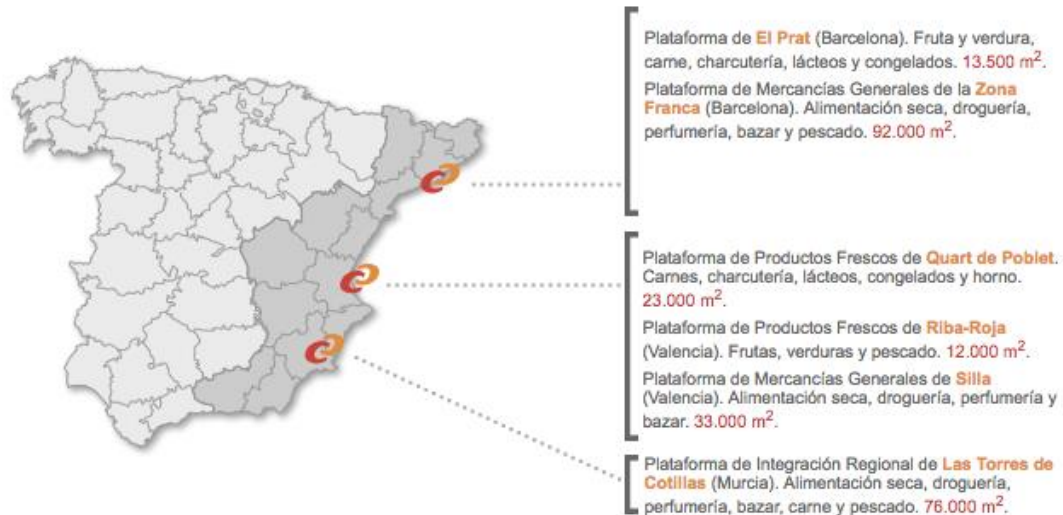 Plataforma de El Prat (Barcelona). Fruta y verdura,
carne, charcutería, lácteos y congelados. 13.500 m².
Plataforma de Mercancías Generales de la Zona
Franca (Barcelona). Alimentación seca, droguería,
perfumería, bazar y pescado. 92.000 m².
Plataforma de Productos Frescos de Quart de Poblet.
Carnes, charcutería, lácteos, congelados y horno.
23.000 m².
Plataforma de Productos Frescos de Riba-Roja
(Valencia). Frutas, verduras y pescado. 12.000 m².
Plataforma de Mercancías Generales de Silla
(Valencia). Alimentación seca, droguería, perfumería y
bazar. 33.000 m².
Plataforma de Integración Regional de Las Torres de
Cotillas (Murcia). Alimentación seca, droguería,
perfumería, bazar, carne y pescado. 76.000 m².